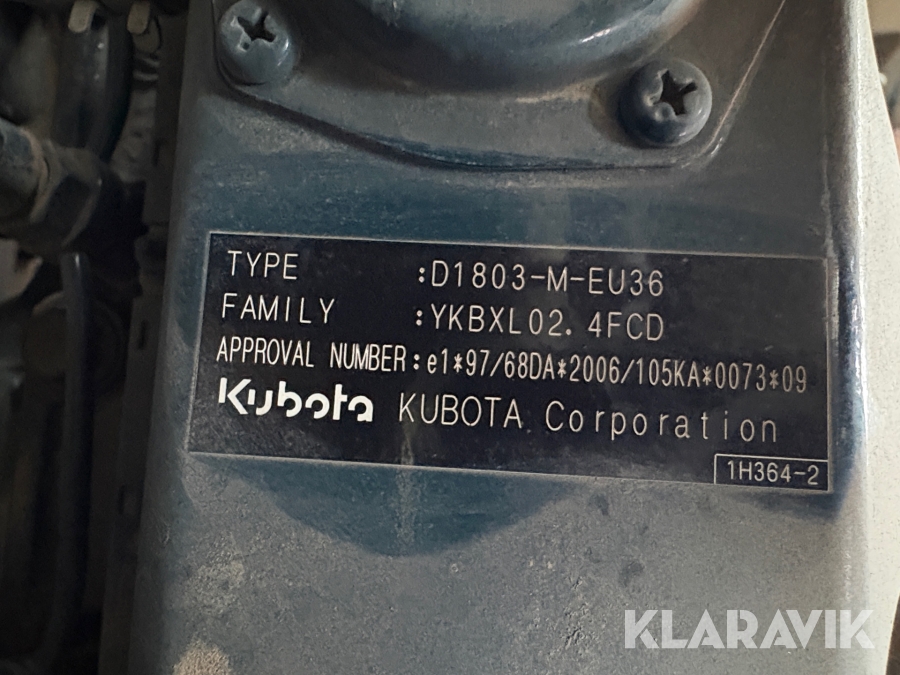 TYPE :D1803-M-EU36
FAMILY :YKBXL02.4FCD
APPROVAL NUMBER:e1*97/68DA*2006/105KA*0073*09
Kubota KUBOTA Corporation
1H364-2
KLARAVIK